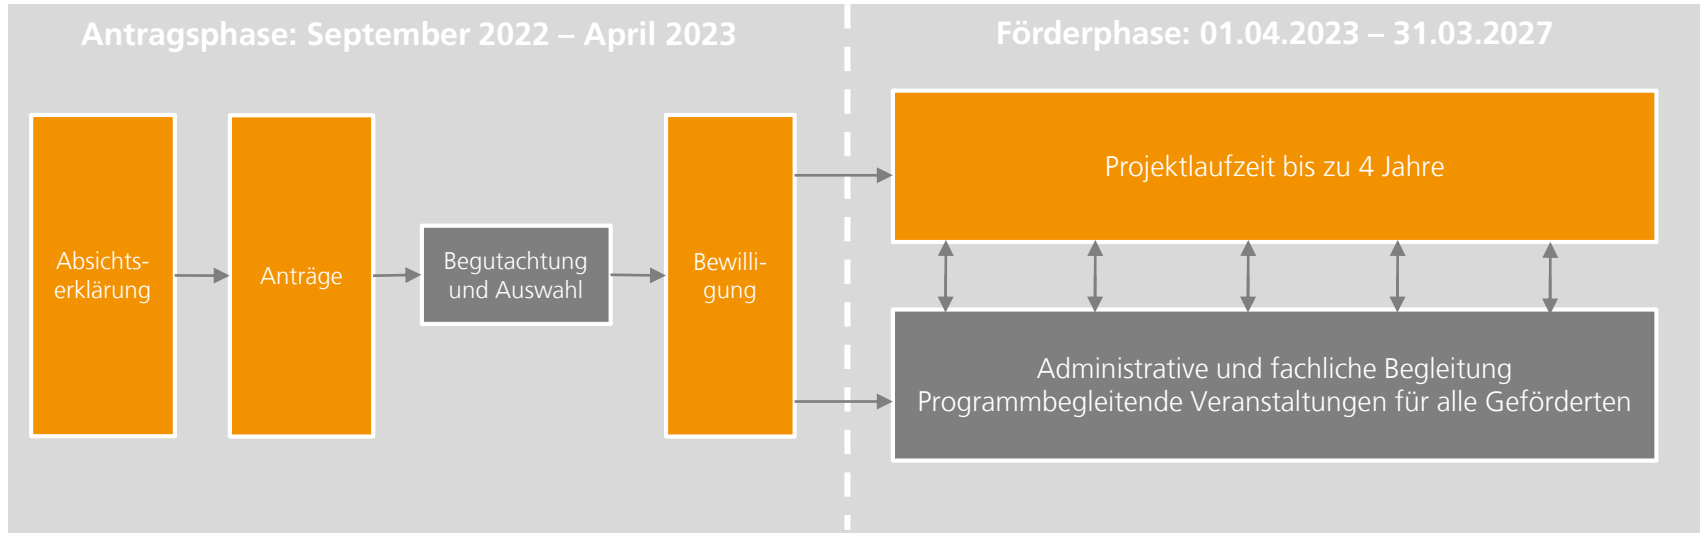 Antragsphase: September 2022 – April 2023
Förderphase: 01.04.2023 – 31.03.2027
Absichts-
erklärung
Anträge
Begutachtung
und Auswahl
Bewilli-
gung
Projektlaufzeit bis zu 4 Jahre
Administrative und fachliche Begleitung
Programmbegleitende Veranstaltungen für alle Geförderten